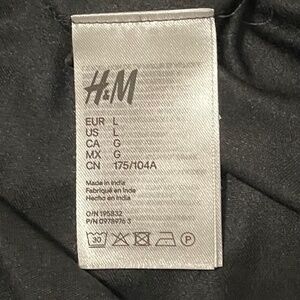 H&M
EUR L
US L
CA G
MX G
CN 175/104A
Made in India
Fabriqué en Inde
Hecho en India
O/N 195832
P/N 0978976 3
30
P